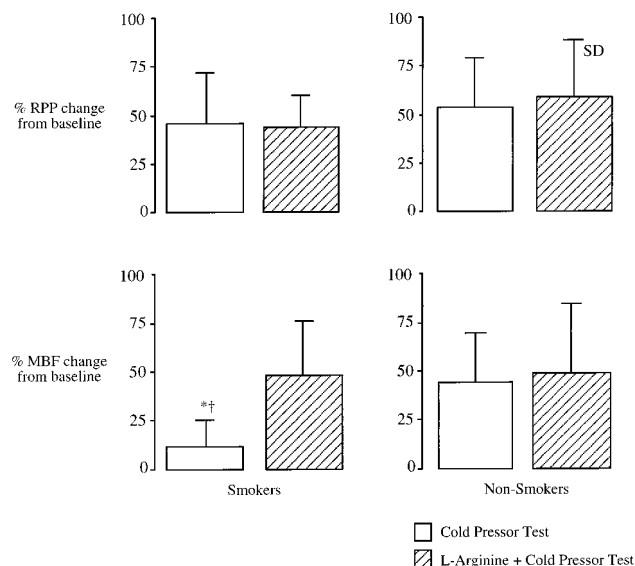 100
75
50
25
0
% RPP change
from baseline
100
75
50
25
0
SD
100
75
50
25
0
% MBF change
from baseline
*†
Smokers
100
75
50
25
0
Non-Smokers
Cold Pressor Test
L-Arginine + Cold Pressor Test